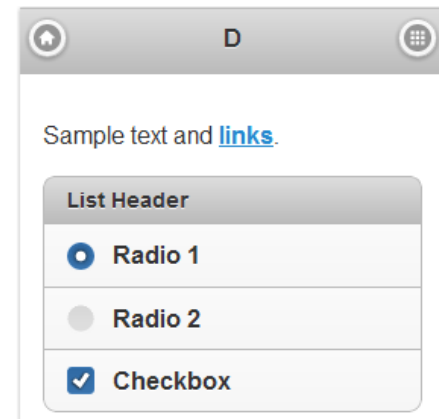 D
Sample text and links.
List Header
Radio 1
Radio 2
Checkbox